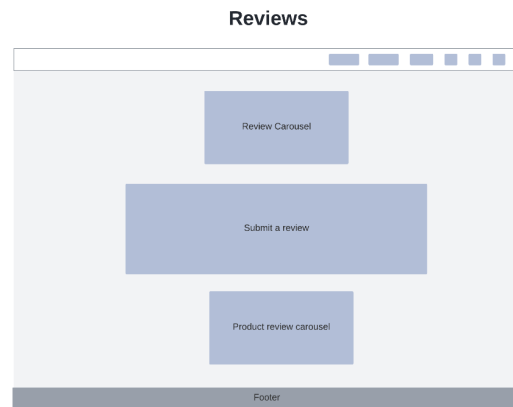 Reviews
Review Carousel
Submit a review
Product review carousel
Footer